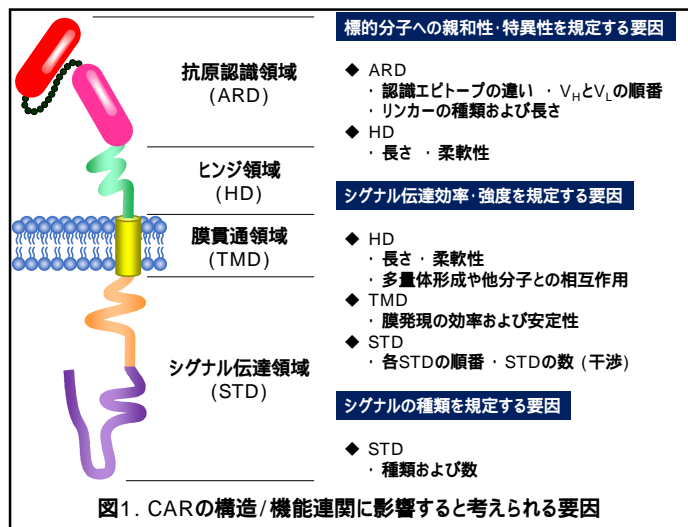 抗原認識領域
(ARD)
ヒンジ領域
(HD)
膜貫通領域
(TMD)
シグナル伝達領域
(STD)
標的分子への親和性・特異性を規定する要因
◆ ARD
・認識エピトープの違い ・VHとVLの順番
・リンカーの種類および長さ
◆ HD
・長さ ・柔軟性
シグナル伝達効率・強度を規定する要因
◆ HD
・長さ・柔軟性
・多量体形成や他分子との相互作用
◆ TMD
・膜発現の効率および安定性
◆ STD
・各STDの順番 ・STDの数 (干渉)
シグナルの種類を規定する要因
◆ STD
・種類および数
図1. CARの構造/機能連関に影響すると考えられる要因